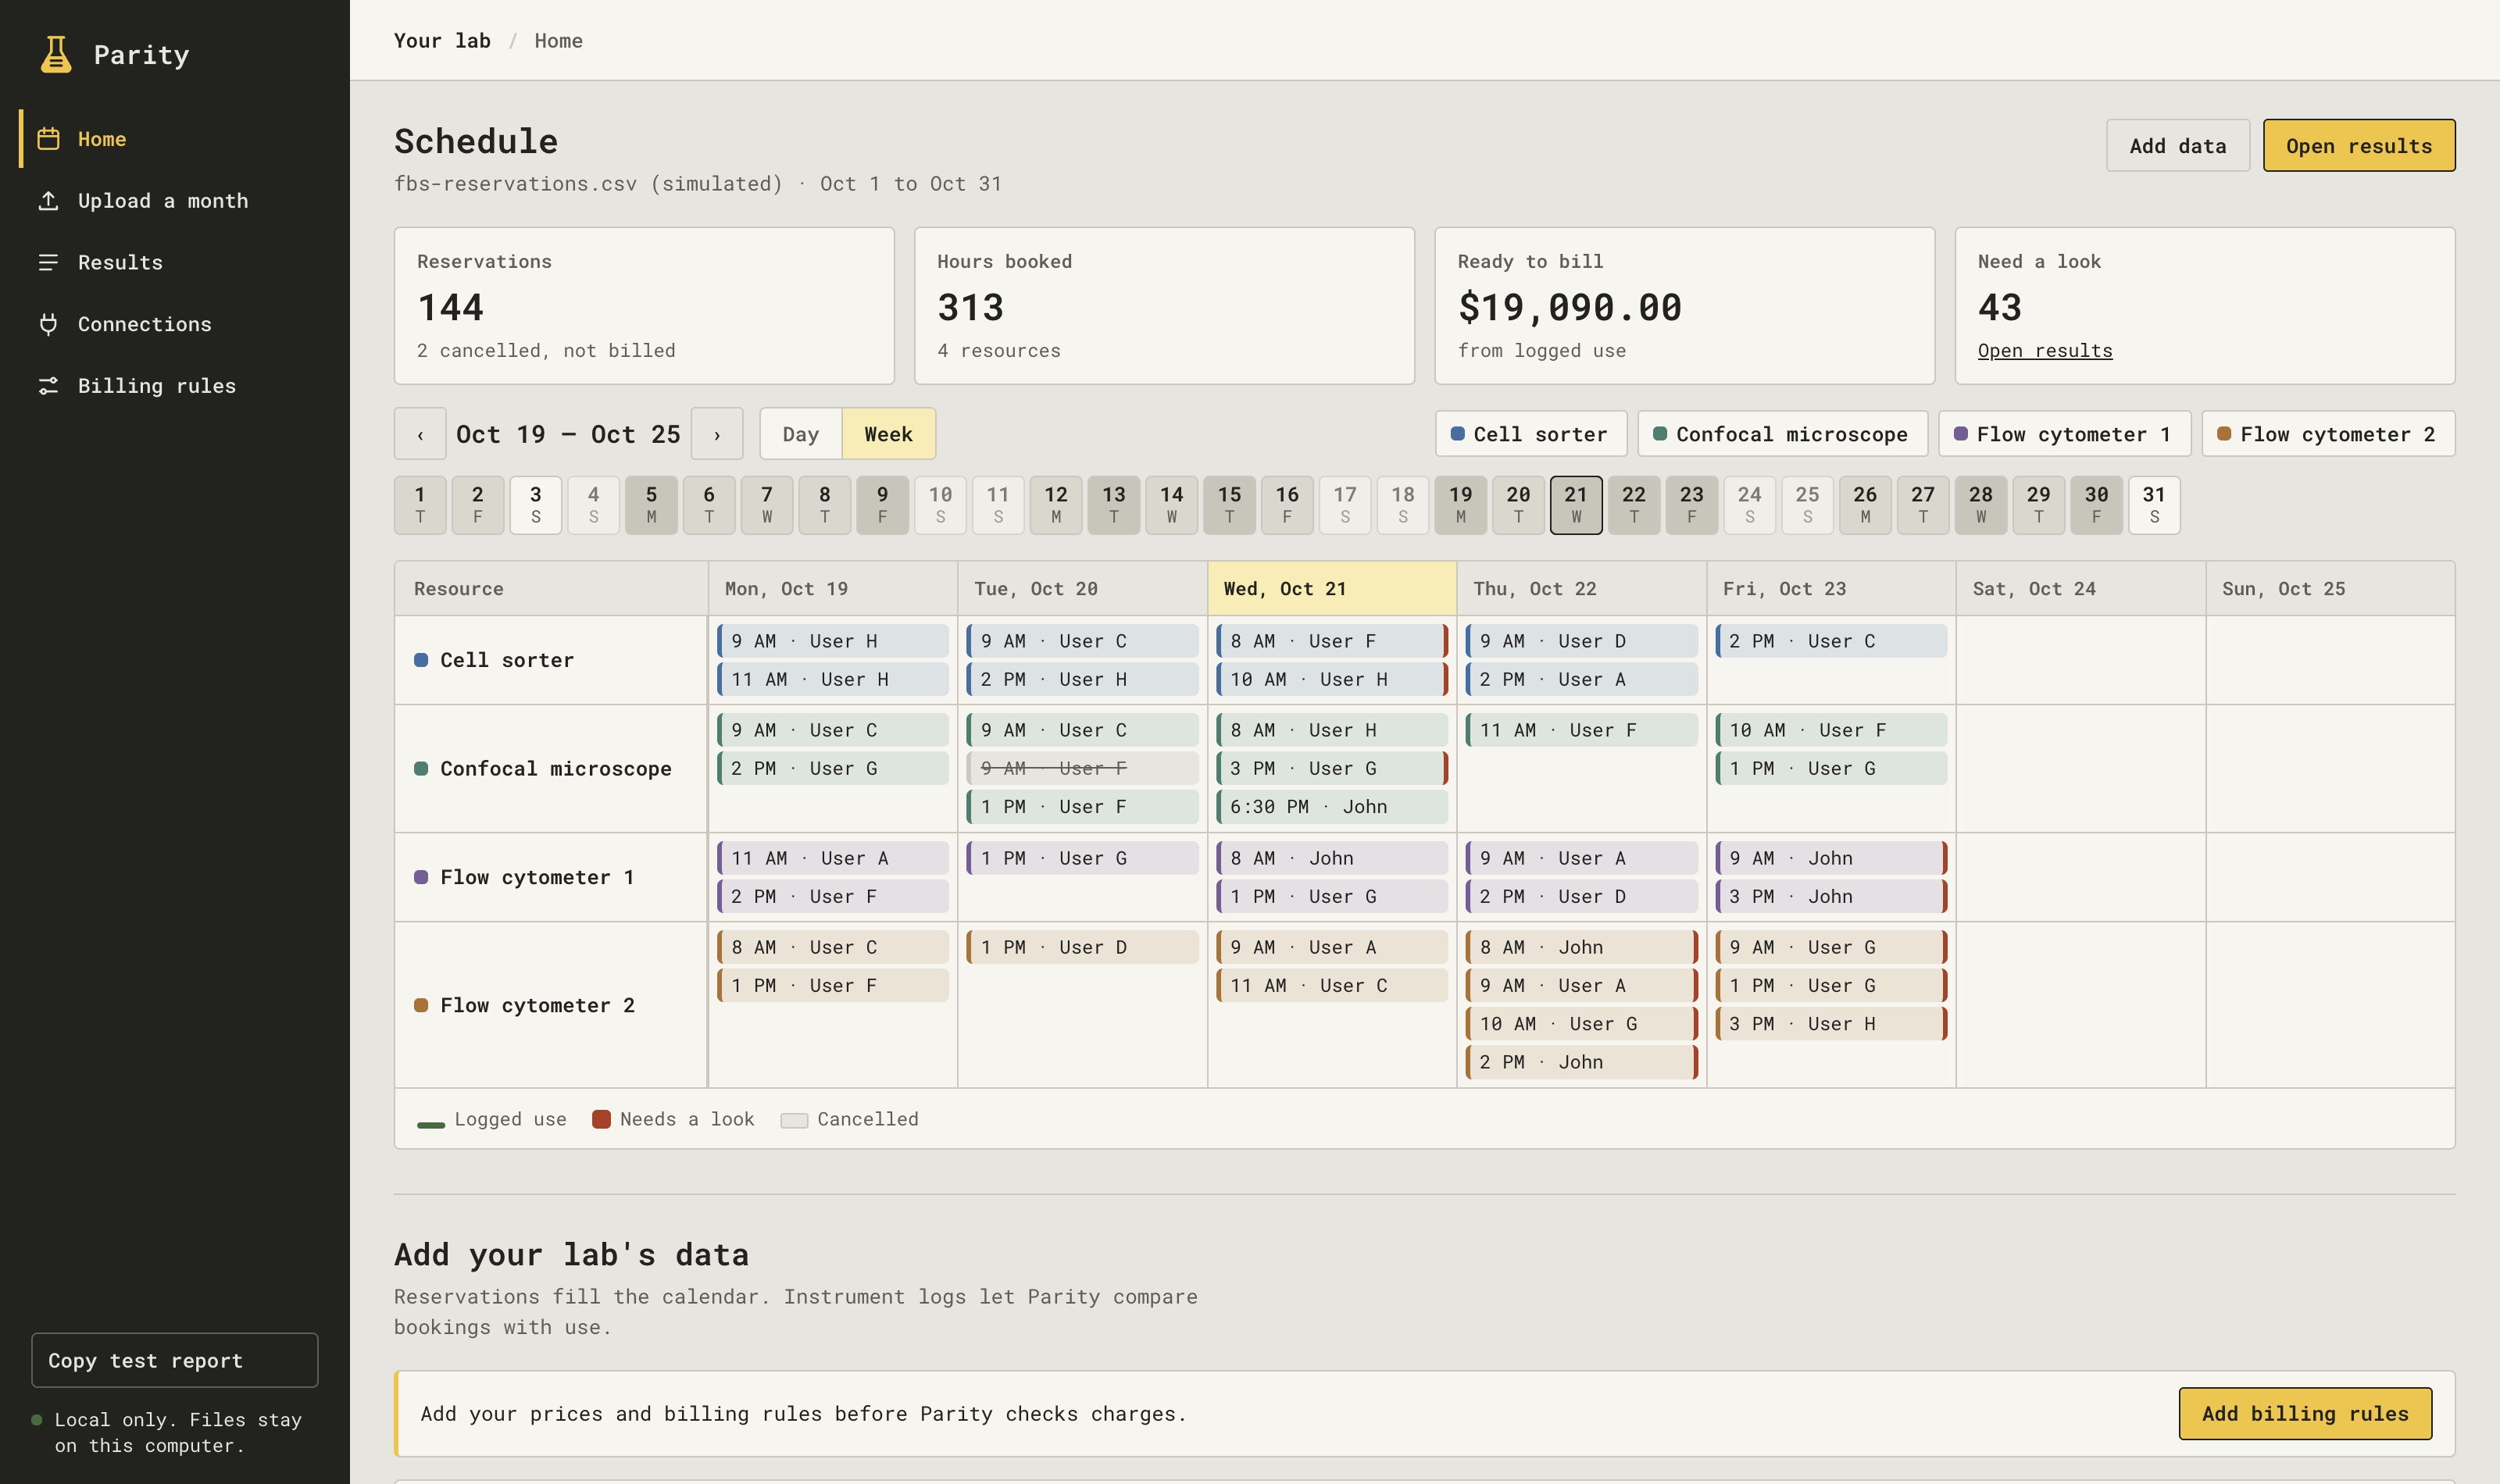 Parity
Home
Upload a month
Results
Connections
Billing rules
Copy test report
Local only. Files stay
on this computer.
Your lab / Home
Schedule
fbs-reservations.csv (simulated) · Oct 1 to Oct 31
Add data
Open results
Reservations
144
2 cancelled, not billed
Hours booked
313
4 resources
Ready to bill
$19,090.00
from logged use
Need a look
43
Open results
‹ Oct 19 – Oct 25 ›
Day Week
Cell sorter
Confocal microscope
Flow cytometer 1
Flow cytometer 2
1 2 3 4 5 6 7 8 9 10 11 12 13 14 15 16 17 18 19 20 21 22 23 24 25 26 27 28 29 30 31
T F S S M T W T F S S M T W T F S S M T W T F S S M T W T F S
Resource Mon, Oct 19 Tue, Oct 20 Wed, Oct 21 Thu, Oct 22 Fri, Oct 23 Sat, Oct 24 Sun, Oct 25
Cell sorter
9 AM · User H
11 AM · User H
9 AM · User C
2 PM · User H
8 AM · User F
10 AM · User H
9 AM · User D
2 PM · User A
2 PM · User C
Confocal microscope
9 AM · User C
2 PM · User G
9 AM · User C
9 AM · User F
1 PM · User F
8 AM · User H
3 PM · User G
6:30 PM · John
11 AM · User F
10 AM · User F
1 PM · User G
Flow cytometer 1
11 AM · User A
2 PM · User F
1 PM · User G
8 AM · John
1 PM · User G
9 AM · User A
2 PM · User D
9 AM · John
3 PM · John
Flow cytometer 2
8 AM · User C
1 PM · User F
1 PM · User D
9 AM · User A
11 AM · User C
8 AM · John
9 AM · User A
10 AM · User G
2 PM · John
9 AM · User G
1 PM · User G
3 PM · User H
Logged use Needs a look Cancelled
Add your lab's data
Reservations fill the calendar. Instrument logs let Parity compare
bookings with use.
Add your prices and billing rules before Parity checks charges.
Add billing rules